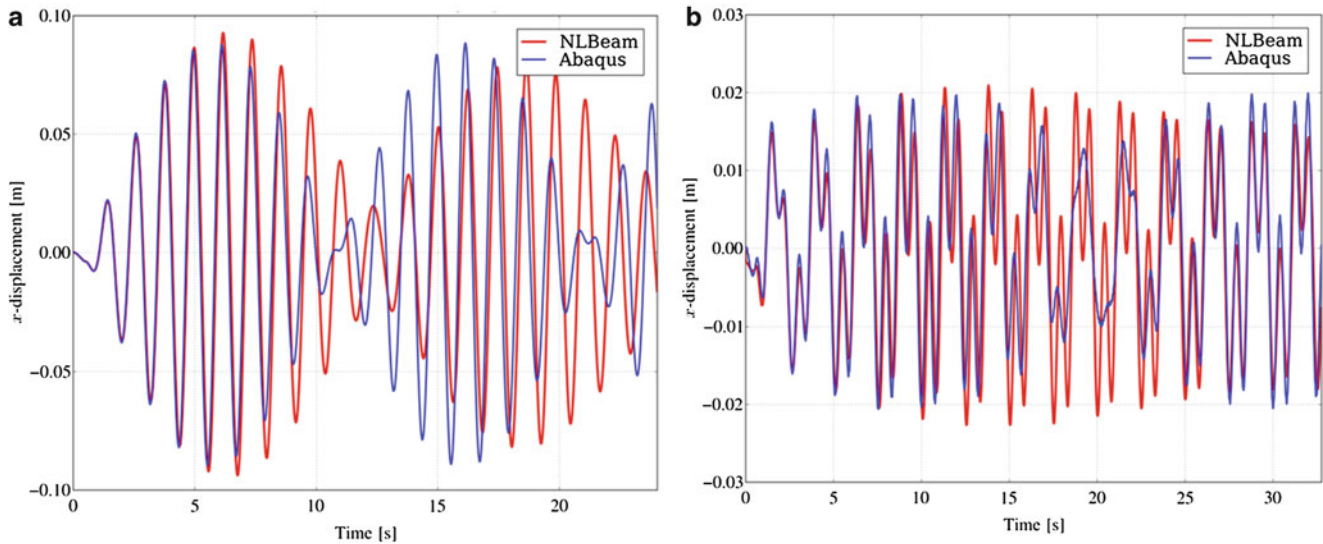 a
0.10
0.05
0.00
−0.05
−0.10
x-displacement [m]
0
5
10
15
20
Time [s]
NLBeam
Abaqus
b
0.03
0.02
0.01
0.00
−0.01
−0.02
−0.03
x-displacement [m]
0
5
10
15
20
25
30
Time [s]
NLBeam
Abaqus